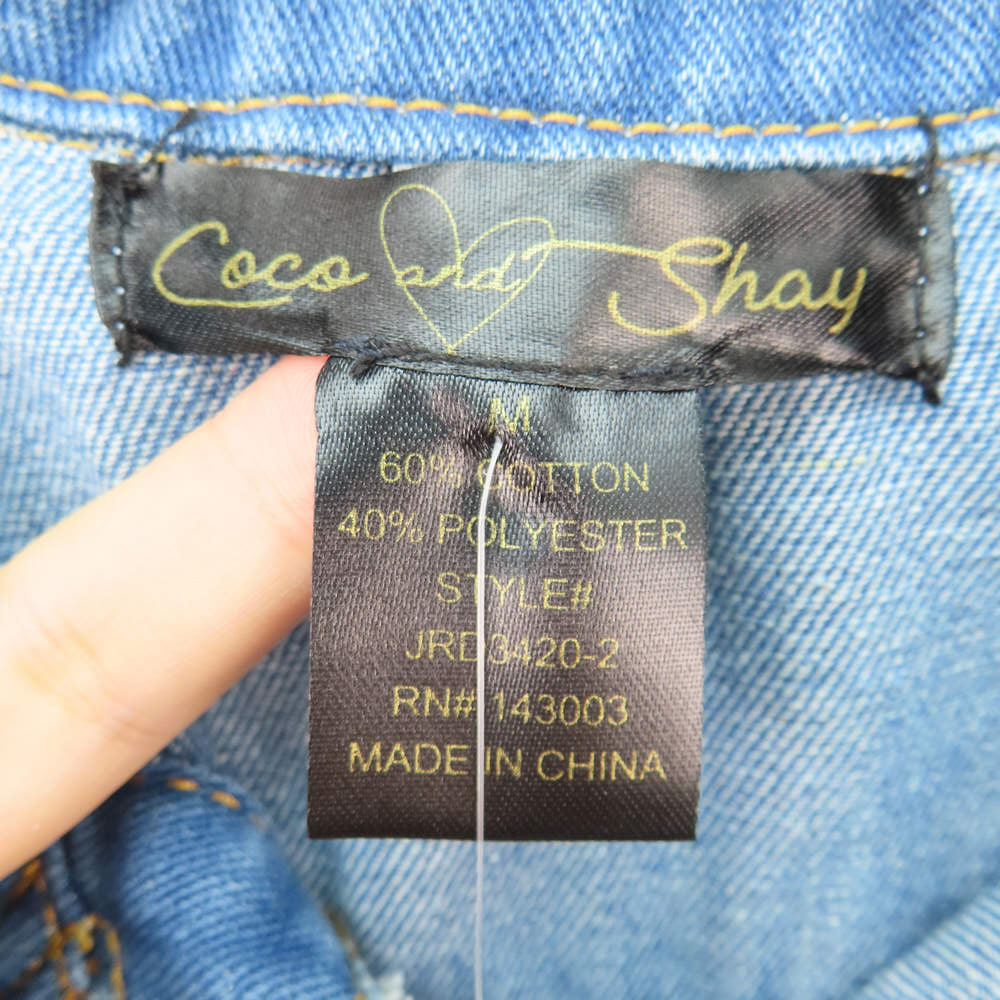 Coco and Shay
M
60% COTTON
40% POLYESTER
STYLE#
JRD3420-2
RN# 143003
MADE IN CHINA